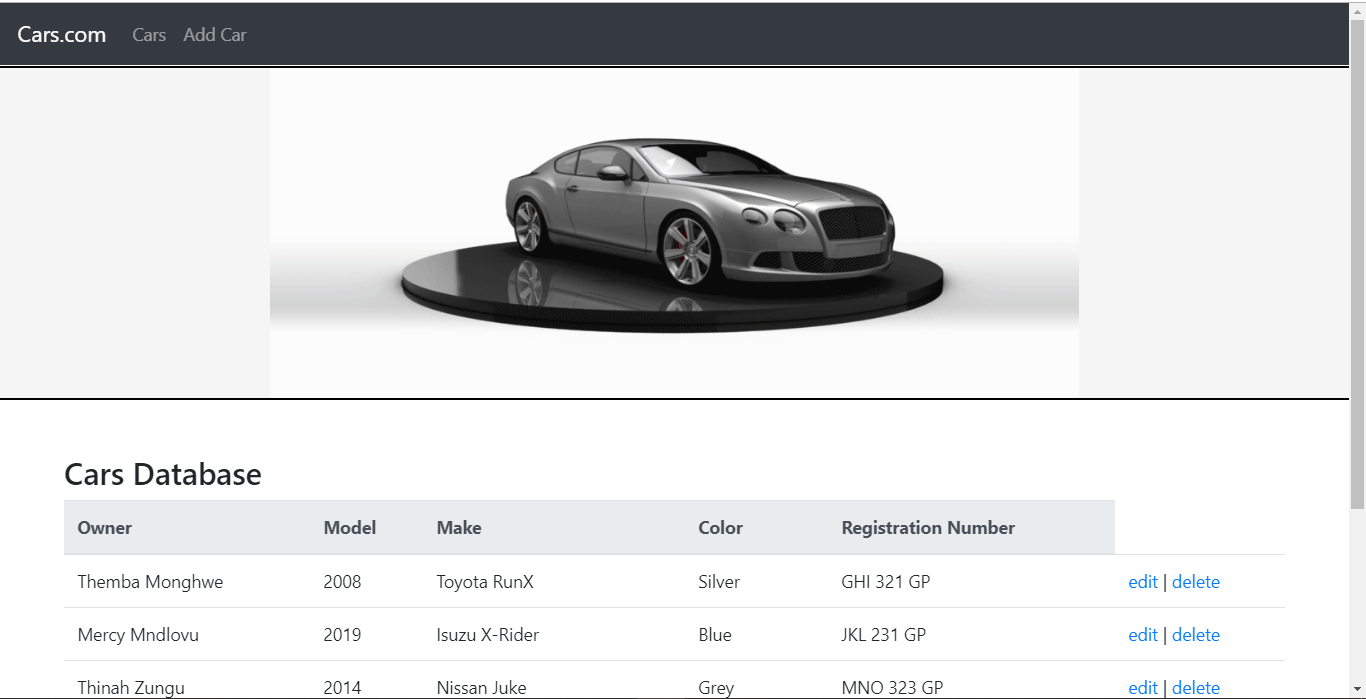 Cars.com Cars Add Car
Cars Database
Owner Model Make Color Registration Number
Themba Monghwe 2008 Toyota RunX Silver GHI 321 GP edit | delete
Mercy Mndlovu 2019 Isuzu X-Rider Blue JKL 231 GP edit | delete
Thinah Zungu 2014 Nissan Juke Grey MNO 323 GP edit | delete